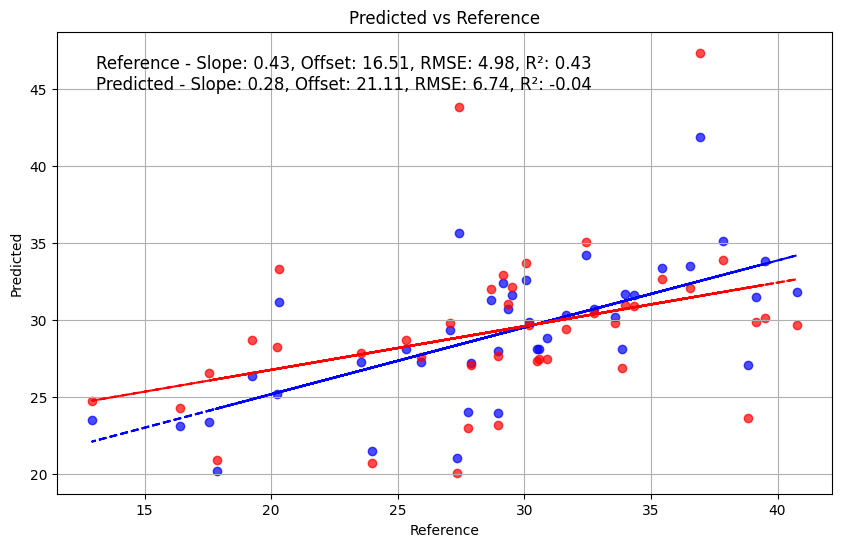 Predicted vs Reference
Reference - Slope: 0.43, Offset: 16.51, RMSE: 4.98, R²: 0.43
Predicted - Slope: 0.28, Offset: 21.11, RMSE: 6.74, R²: -0.04
45
40
35
30
25
20
Predicted
15
20
25
30
35
40
Reference